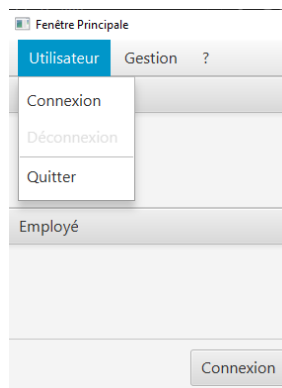 Fenêtre Principale
Utilisateur Gestion ?
Connexion
Déconnexion
Quitter
Employé
Connexion